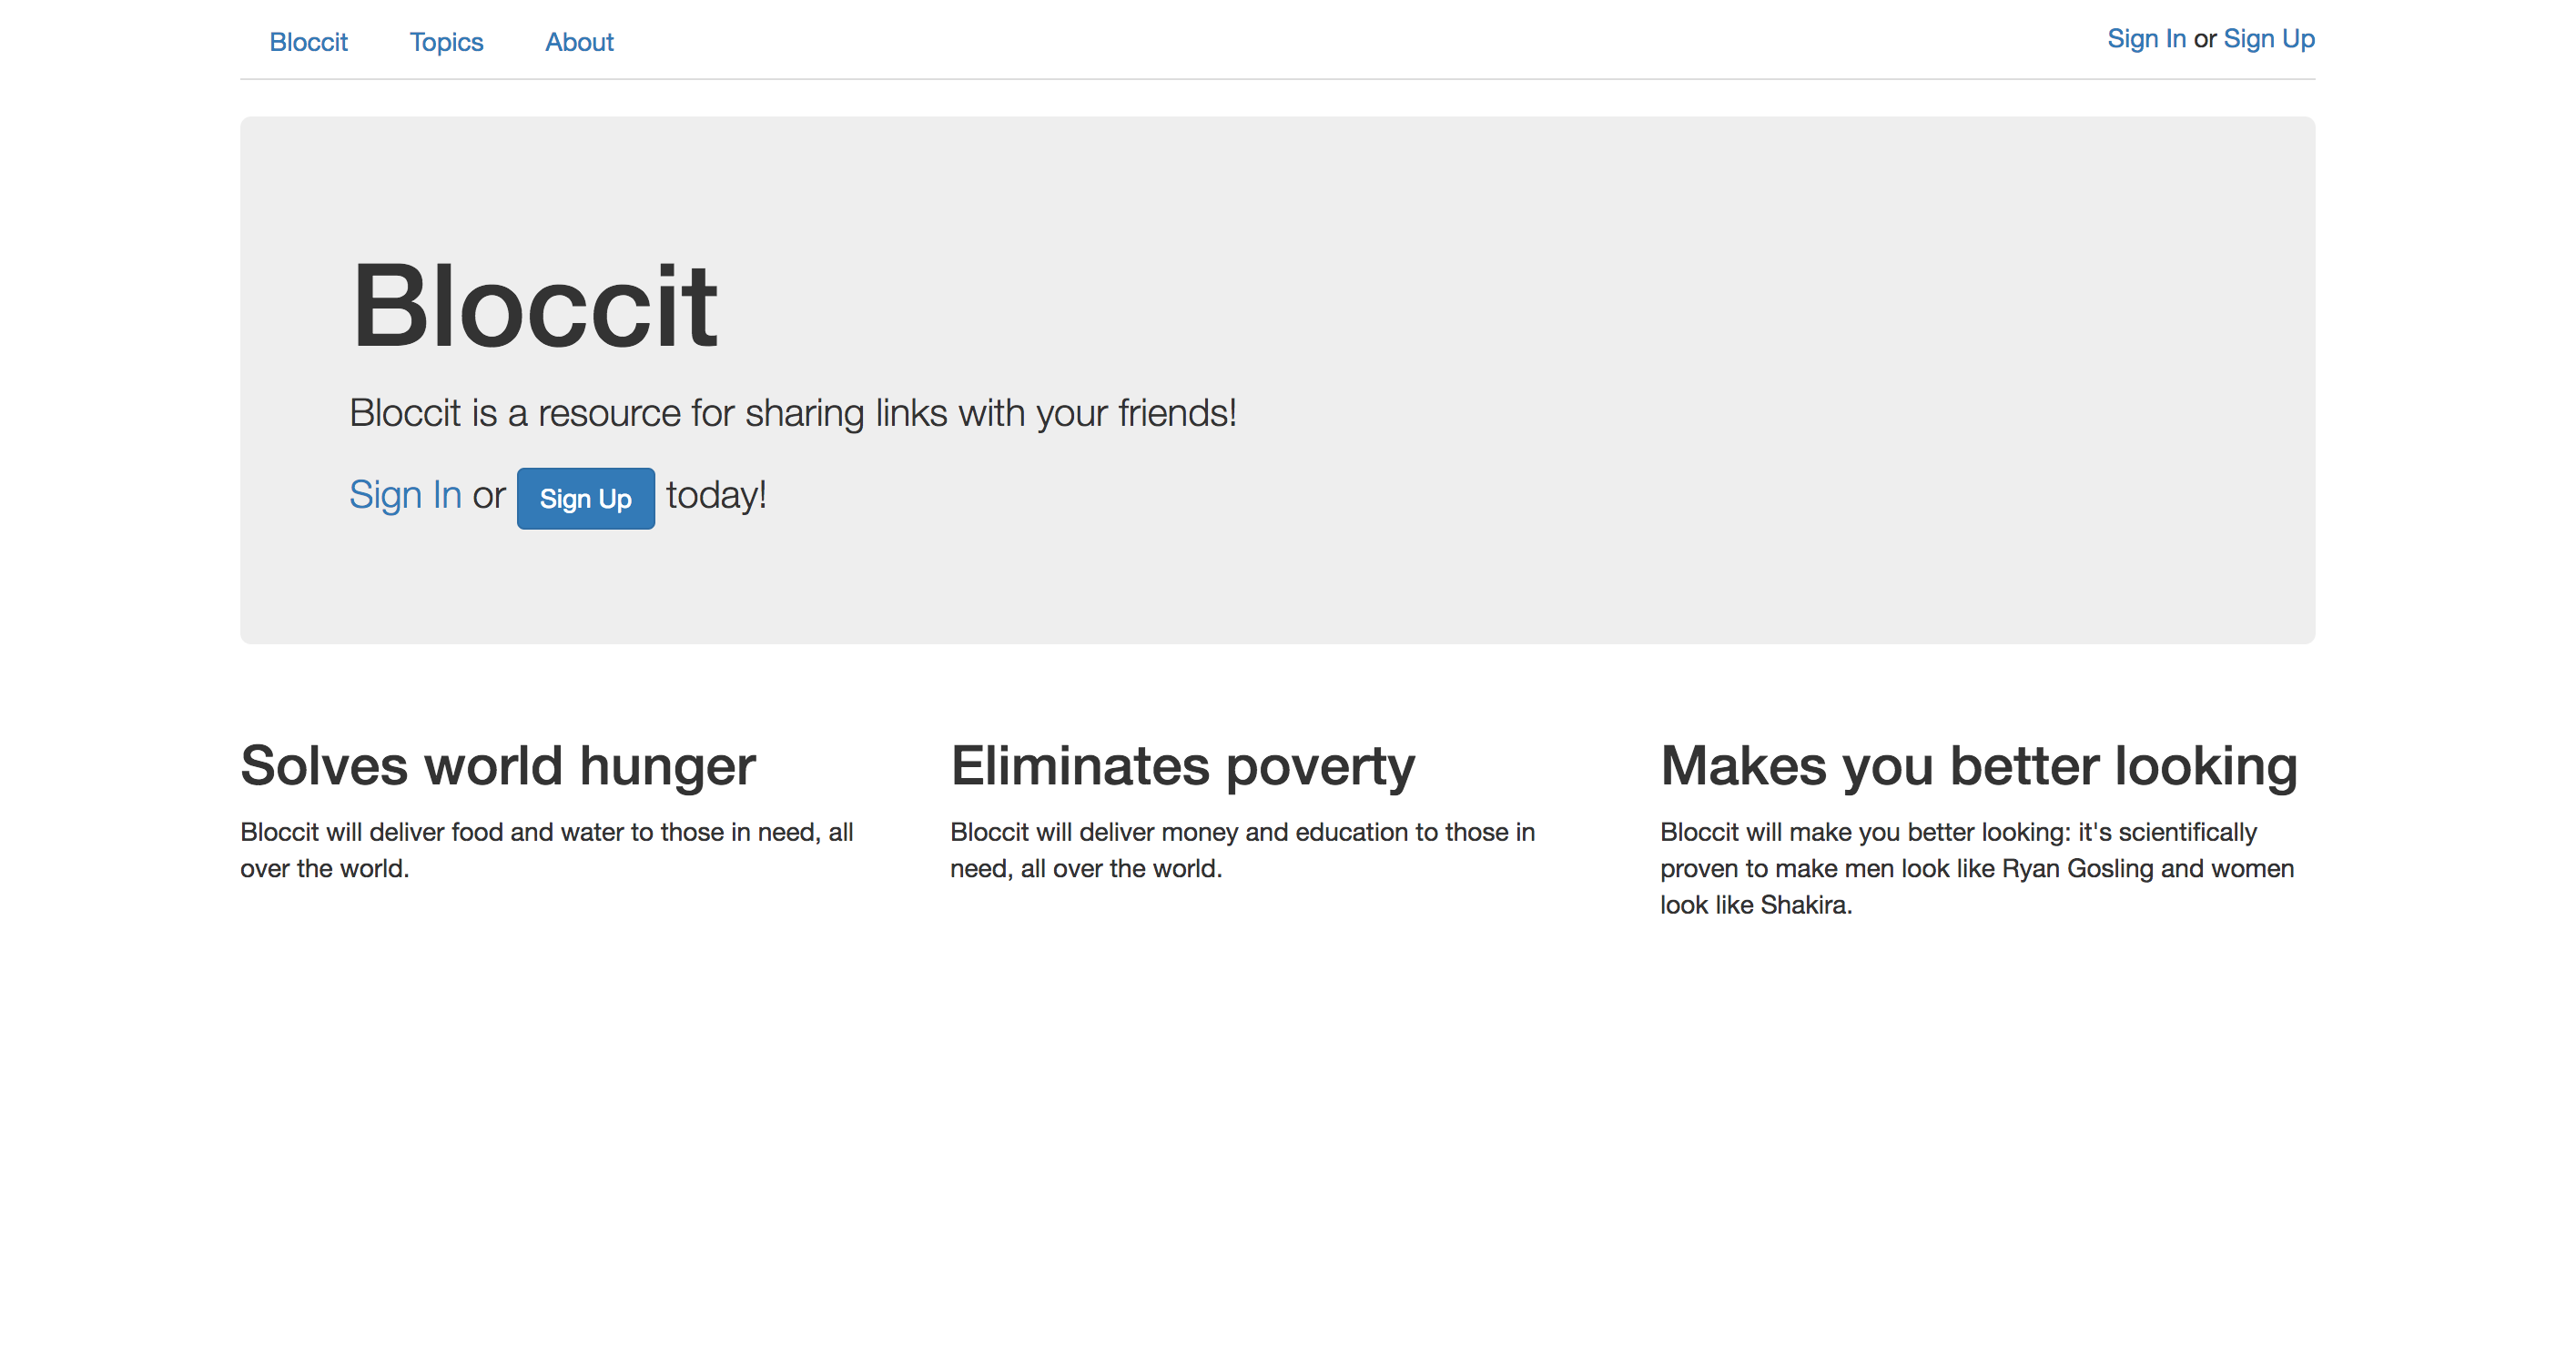 Bloccit Topics About Sign In or Sign Up
Bloccit
Bloccit is a resource for sharing links with your friends!
Sign In or Sign Up today!
Solves world hunger
Bloccit will deliver food and water to those in need, all
over the world.
Eliminates poverty
Bloccit will deliver money and education to those in
need, all over the world.
Makes you better looking
Bloccit will make you better looking: it's scientifically
proven to make men look like Ryan Gosling and women
look like Shakira.